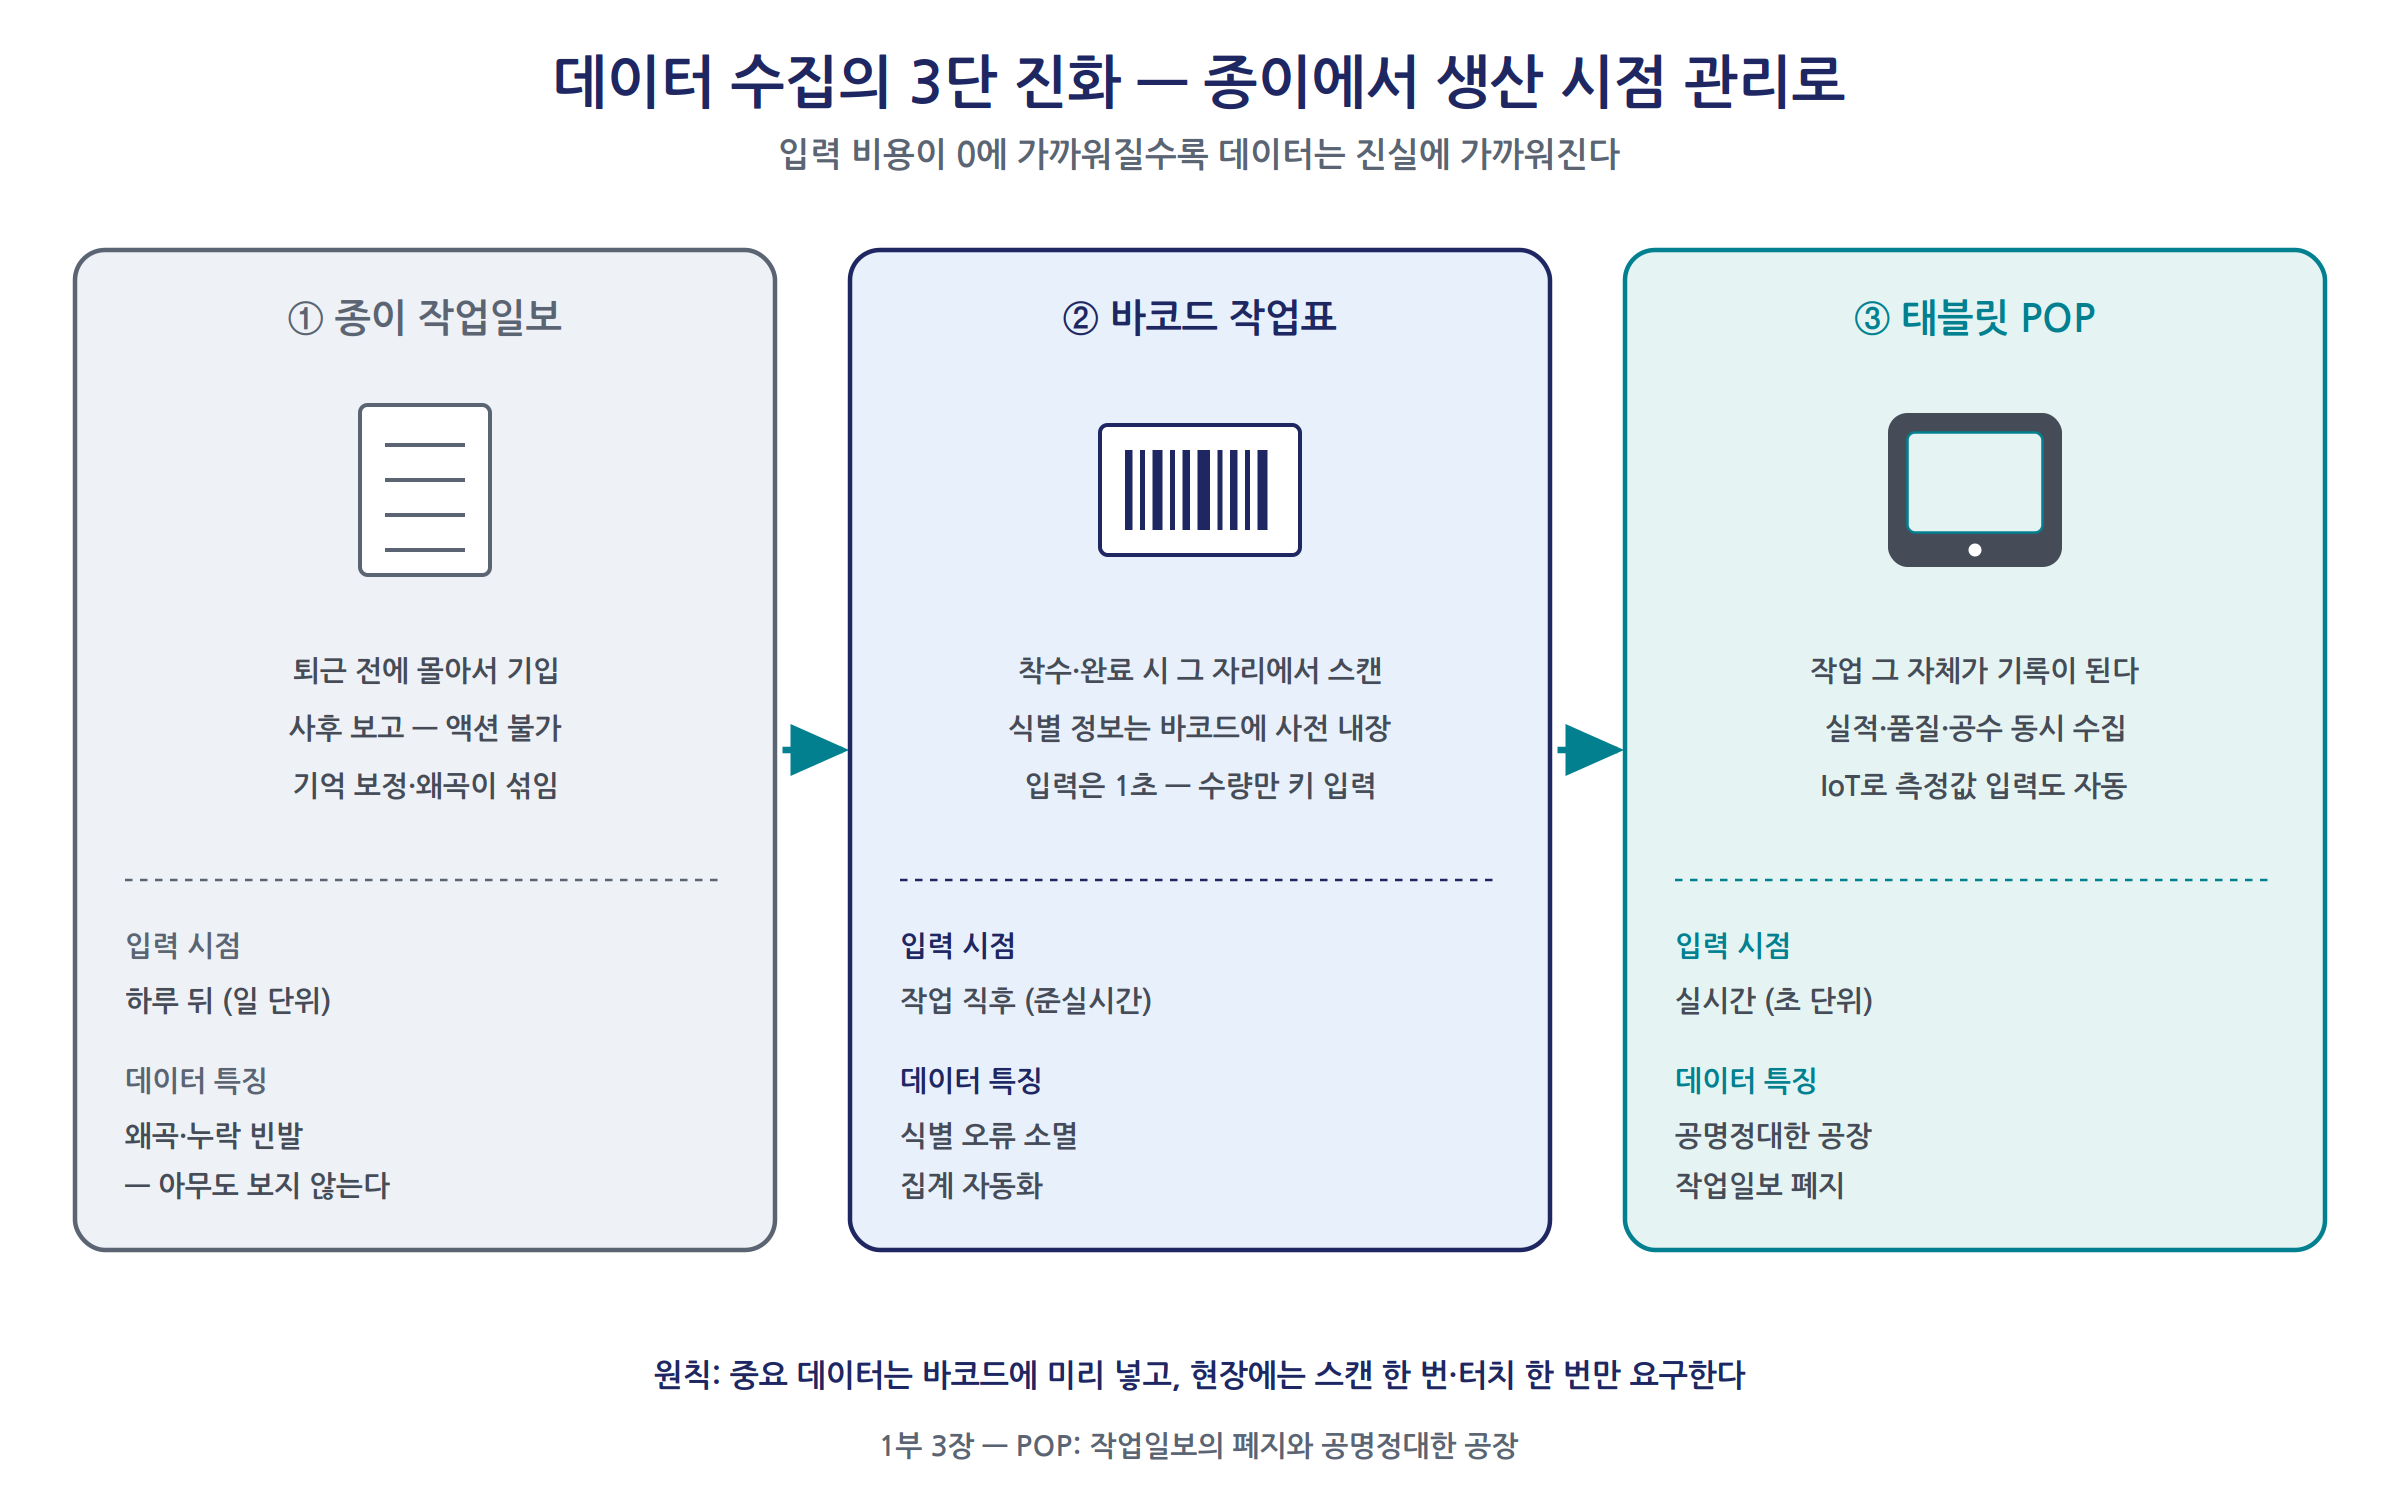 데이터 수집의 3단 진화 — 종이에서 생산 시점 관리로
입력 비용이 0에 가까워질수록 데이터는 진실에 가까워진다
① 종이 작업일보
퇴근 전에 몰아서 기입
사후 보고 — 액션 불가
기억 보정·왜곡이 섞임
입력 시점
하루 뒤 (일 단위)
데이터 특징
왜곡·누락 빈발
— 아무도 보지 않는다
② 바코드 작업표
착수·완료 시 그 자리에서 스캔
식별 정보는 바코드에 사전 내장
입력은 1초 — 수량만 키 입력
입력 시점
작업 직후 (준실시간)
데이터 특징
식별 오류 소멸
집계 자동화
③ 태블릿 POP
작업 그 자체가 기록이 된다
실적·품질·공수 동시 수집
IoT로 측정값 입력도 자동
입력 시점
실시간 (초 단위)
데이터 특징
공명정대한 공장
작업일보 폐지
원칙: 중요 데이터는 바코드에 미리 넣고, 현장에는 스캔 한 번·터치 한 번만 요구한다
1부 3장 — POP: 작업일보의 폐지와 공명정대한 공장